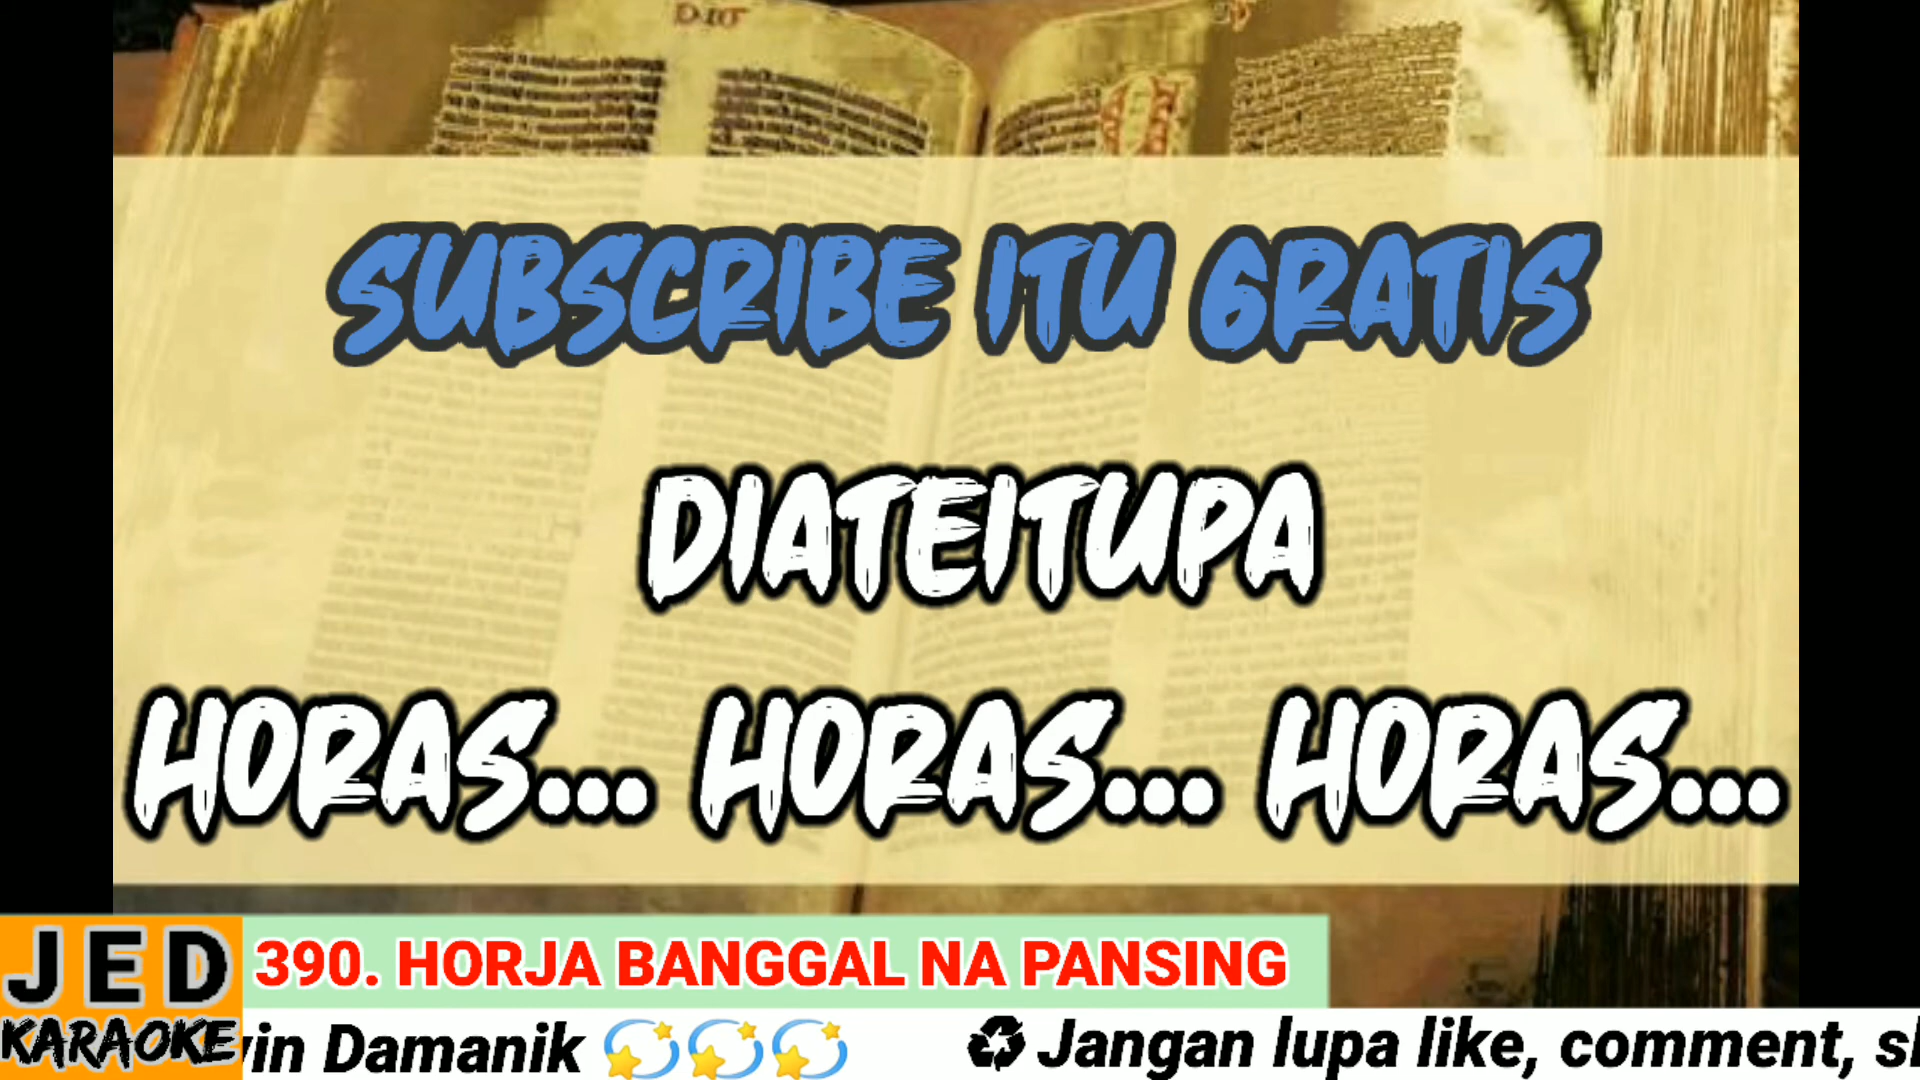 SUBSCRIBE ITU GRATIS
DIATEITUPA
HORAS... HORAS... HORAS...
JED
KARAOKE
390. HORJA BANGGAL NA PANSING
in Damanik 💫💫💫 ♻ Jangan lupa like, comment,